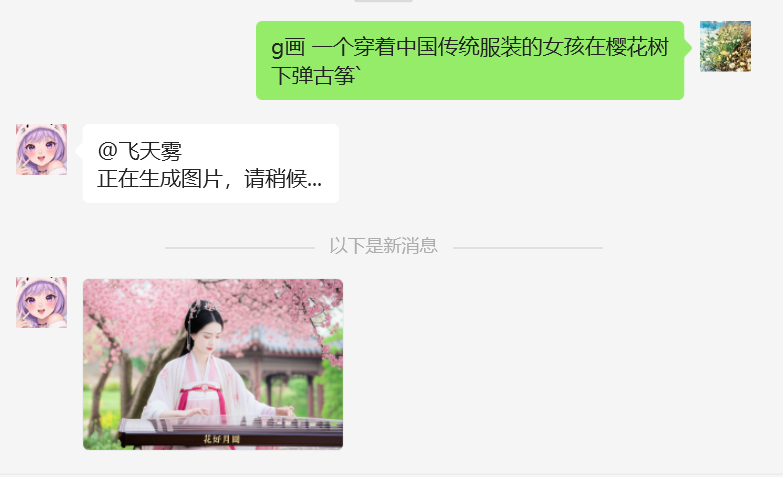 g画 一个穿着中国传统服装的女孩在樱花树
下弹古筝`
@飞天雾
正在生成图片，请稍候...
以下是新消息
花好月圆